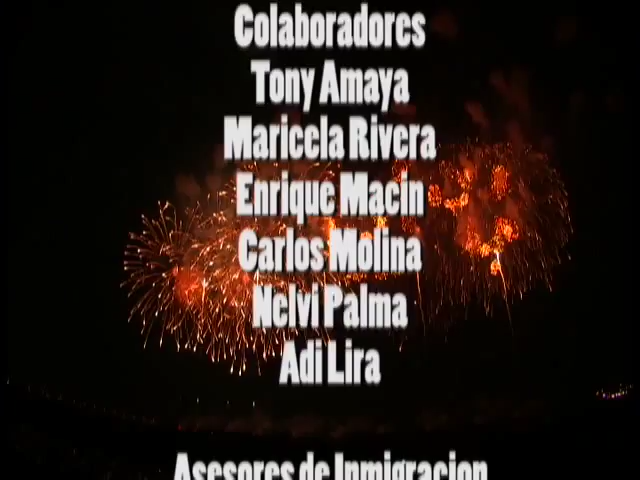 Colaboradores
Tony Amaya
Maricela Rivera
Enrique Macin
Carlos Molina
Nelvi Palma
Adi Lira
Asesores de Inmigracion